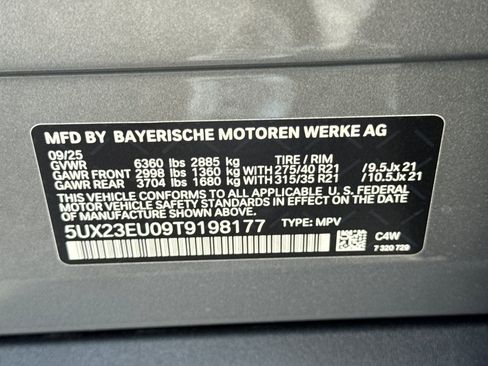 MFD BY BAYERISCHE MOTOREN WERKE AG
09/25
GVWR 6360 lbs 2885 kg TIRE / RIM
GAWR FRONT 2998 lbs 1360 kg WITH 275/40 R21 /9.5Jx21
GAWR REAR 3704 lbs 1680 kg WITH 315/35 R21 /10.5Jx21
THIS VEHICLE CONFORMS TO ALL APPLICABLE U.S. FEDERAL
MOTOR VEHICLE SAFETY STANDARDS IN EFFECT ON THE
DATE OF MANUFACTURE SHOWN ABOVE.
5UX23EU09T9198177 TYPE: MPV
C4W
7 320 729